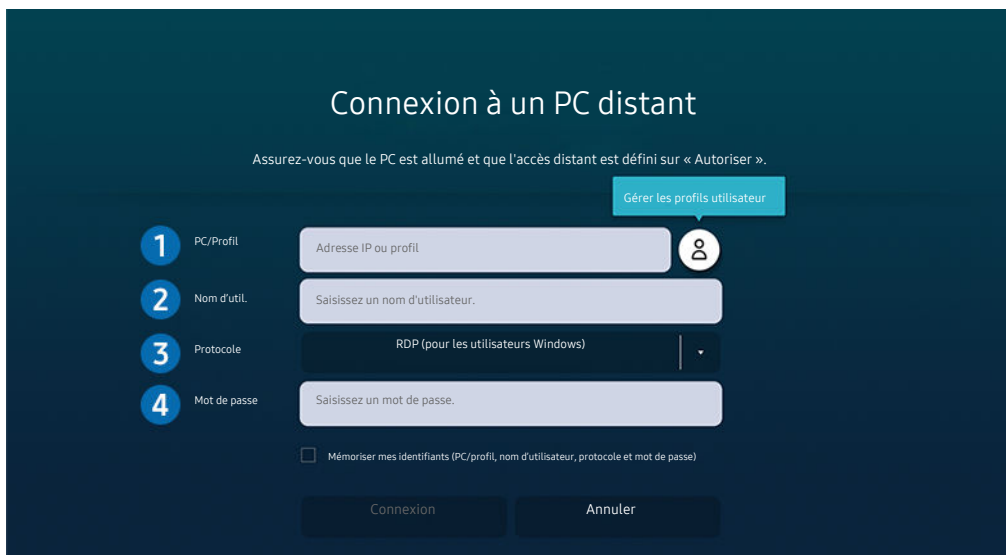 Connexion à un PC distant
Assurez-vous que le PC est allumé et que l'accès distant est défini sur « Autoriser ».
Gérer les profils utilisateur
1 PC/Profil Adresse IP ou profil
2 Nom d'util. Saisissez un nom d'utilisateur.
3 Protocole RDP (pour les utilisateurs Windows)
4 Mot de passe Saisissez un mot de passe.
Mémoriser mes identifiants (PC/profil, nom d'utilisateur, protocole et mot de passe)
Connexion Annuler